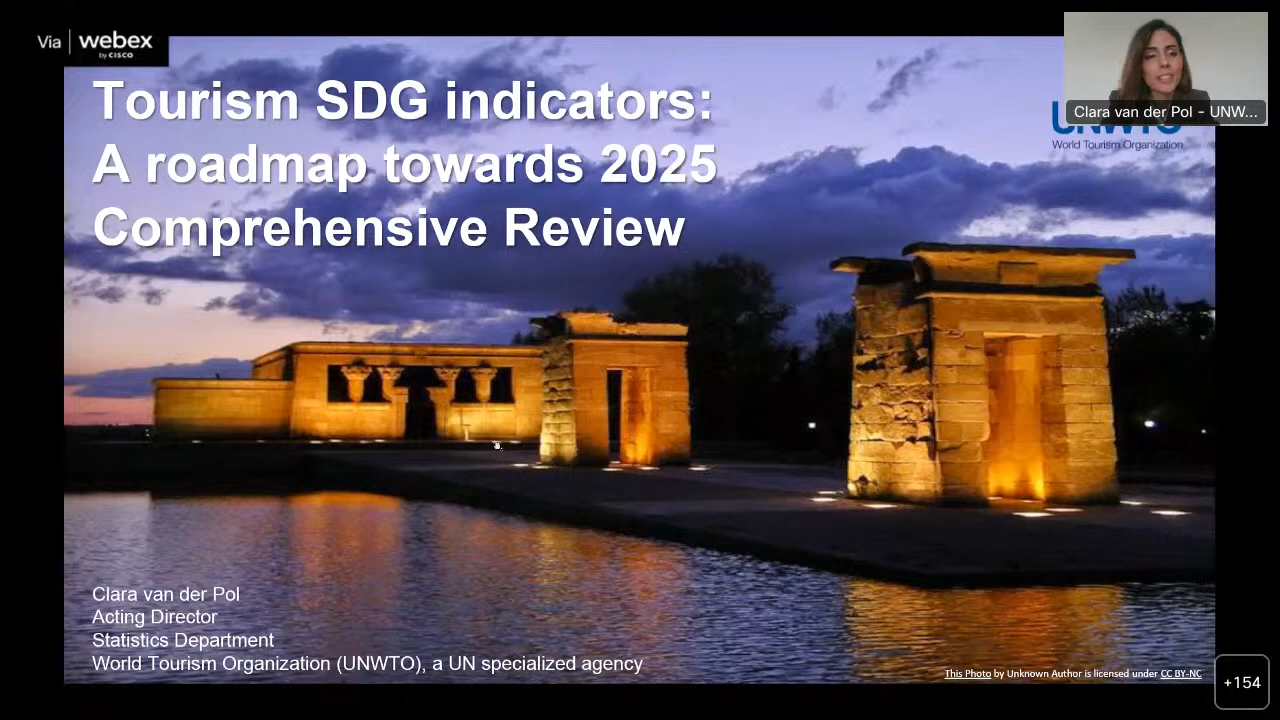 Via webex
by CISCO
Clara van der Pol - UNW...
Tourism SDG indicators:
A roadmap towards 2025
Comprehensive Review
UNWTO
World Tourism Organization
Clara van der Pol
Acting Director
Statistics Department
World Tourism Organization (UNWTO), a UN specialized agency
This Photo by Unknown Author is licensed under CC BY-NC
+154